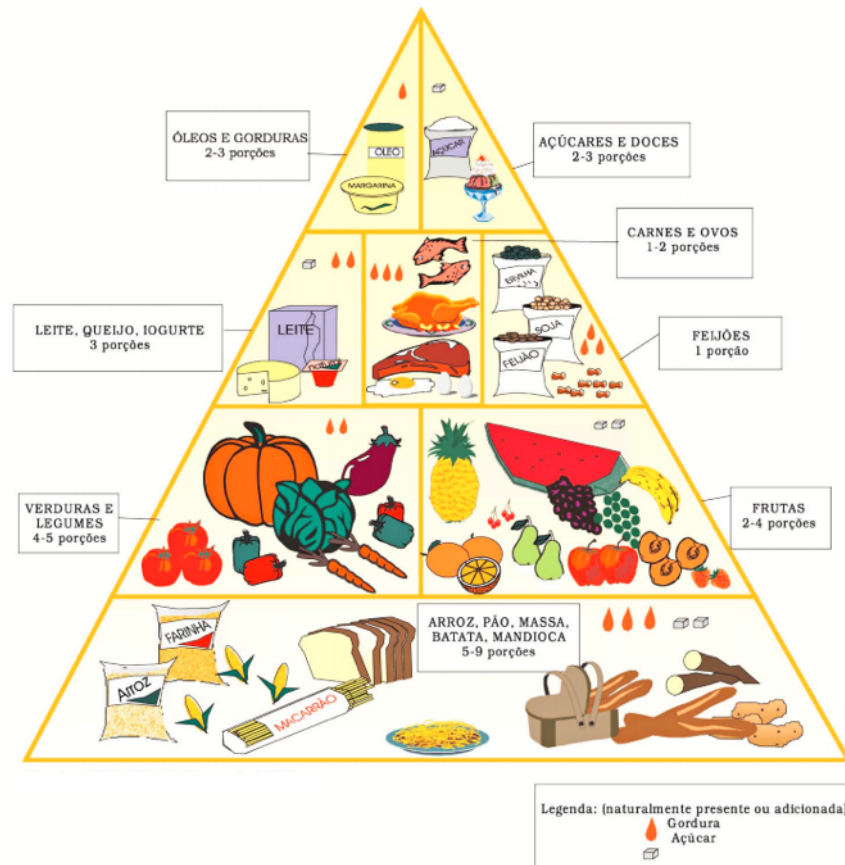 ÓLEOS E GORDURAS
2-3 porções
ÓLEO
MARGARINA
AÇÚCAR
AÇÚCARES E DOCES
2-3 porções
CARNES E OVOS
1-2 porções
LEITE, QUEIJO, IOGURTE
3 porções
LEITE
ERVILHA
SOJA
FEIJÃO
FEIJÕES
1 porção
VERDURAS E
LEGUMES
4-5 porções
FRUTAS
2-4 porções
FARINHA
ARROZ
MACARRÃO
ARROZ, PÃO, MASSA,
BATATA, MANDIOCA
5-9 porções
Legenda: (naturalmente presente ou adicionada)
Gordura
Açúcar